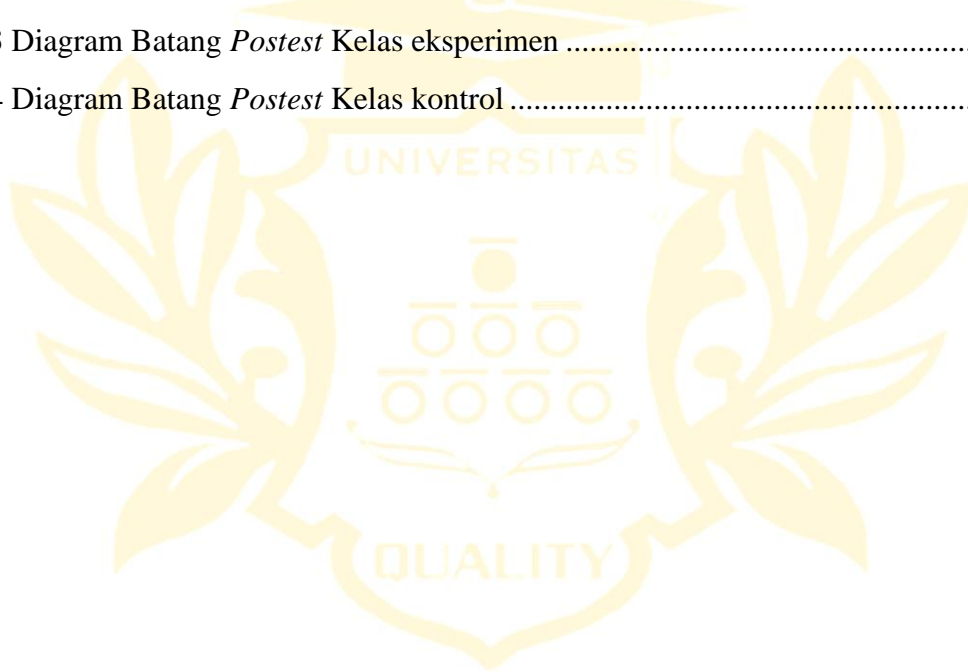 Diagram Batang Postest Kelas eksperimen ........................................................
Diagram Batang Postest Kelas kontrol ................................................................
UNIVERSITAS
QUALITY